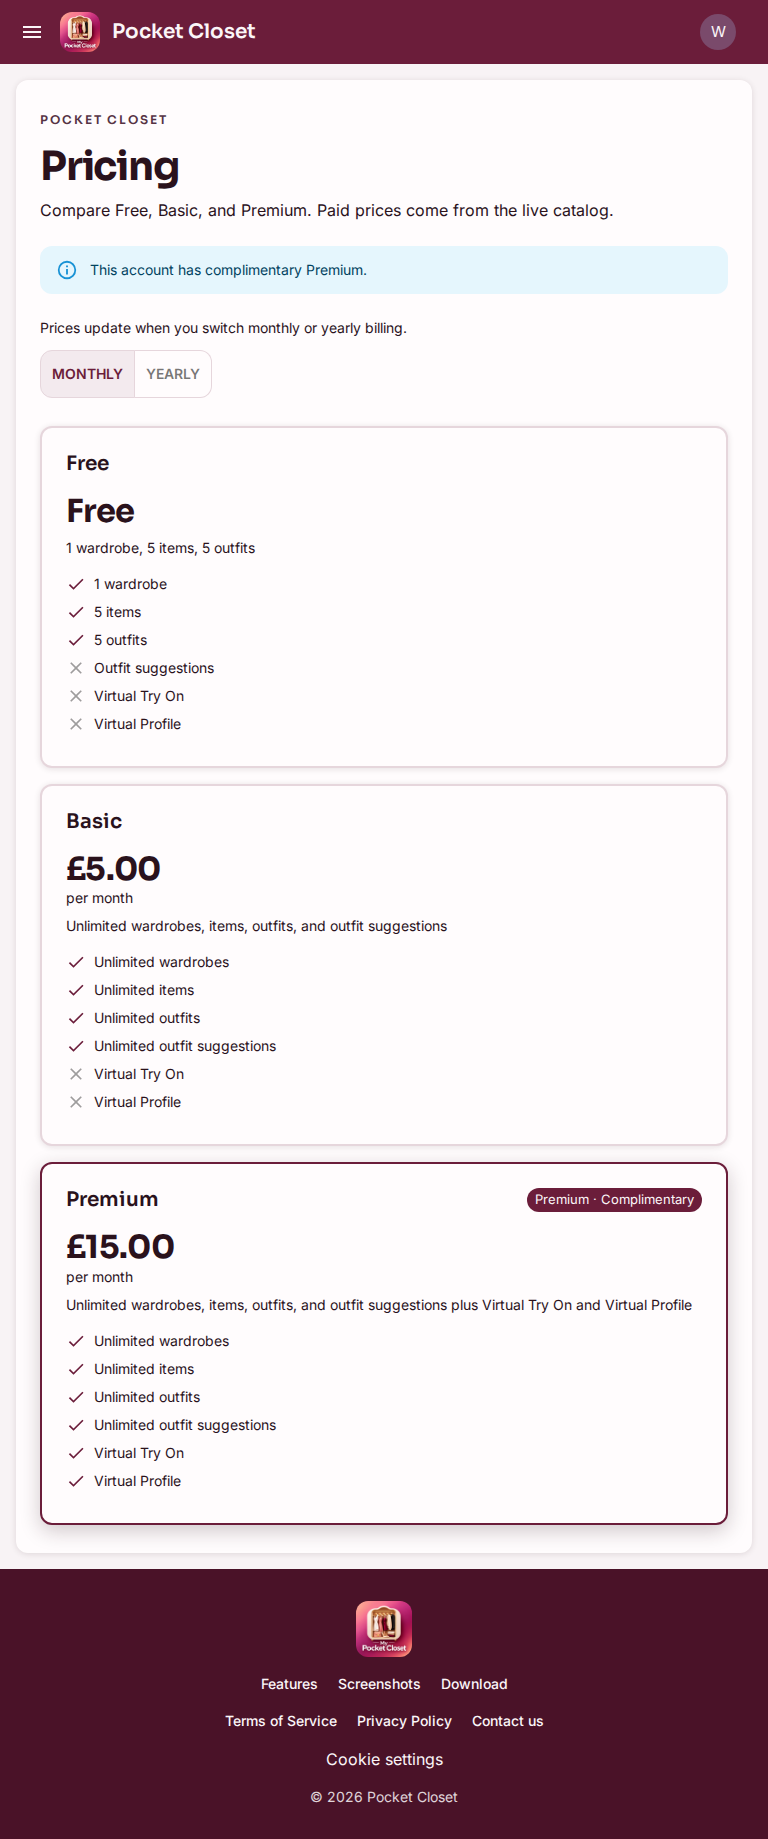 My
Pocket Closet
Pocket Closet
W
POCKET CLOSET
Pricing
Compare Free, Basic, and Premium. Paid prices come from the live catalog.
This account has complimentary Premium.
Prices update when you switch monthly or yearly billing.
MONTHLY YEARLY
Free
Free
1 wardrobe, 5 items, 5 outfits
1 wardrobe
5 items
5 outfits
Outfit suggestions
Virtual Try On
Virtual Profile
Basic
£5.00
per month
Unlimited wardrobes, items, outfits, and outfit suggestions
Unlimited wardrobes
Unlimited items
Unlimited outfits
Unlimited outfit suggestions
Virtual Try On
Virtual Profile
Premium
Premium · Complimentary
£15.00
per month
Unlimited wardrobes, items, outfits, and outfit suggestions plus Virtual Try On and Virtual Profile
Unlimited wardrobes
Unlimited items
Unlimited outfits
Unlimited outfit suggestions
Virtual Try On
Virtual Profile
My
Pocket Closet
Features Screenshots Download
Terms of Service Privacy Policy Contact us
Cookie settings
© 2026 Pocket Closet